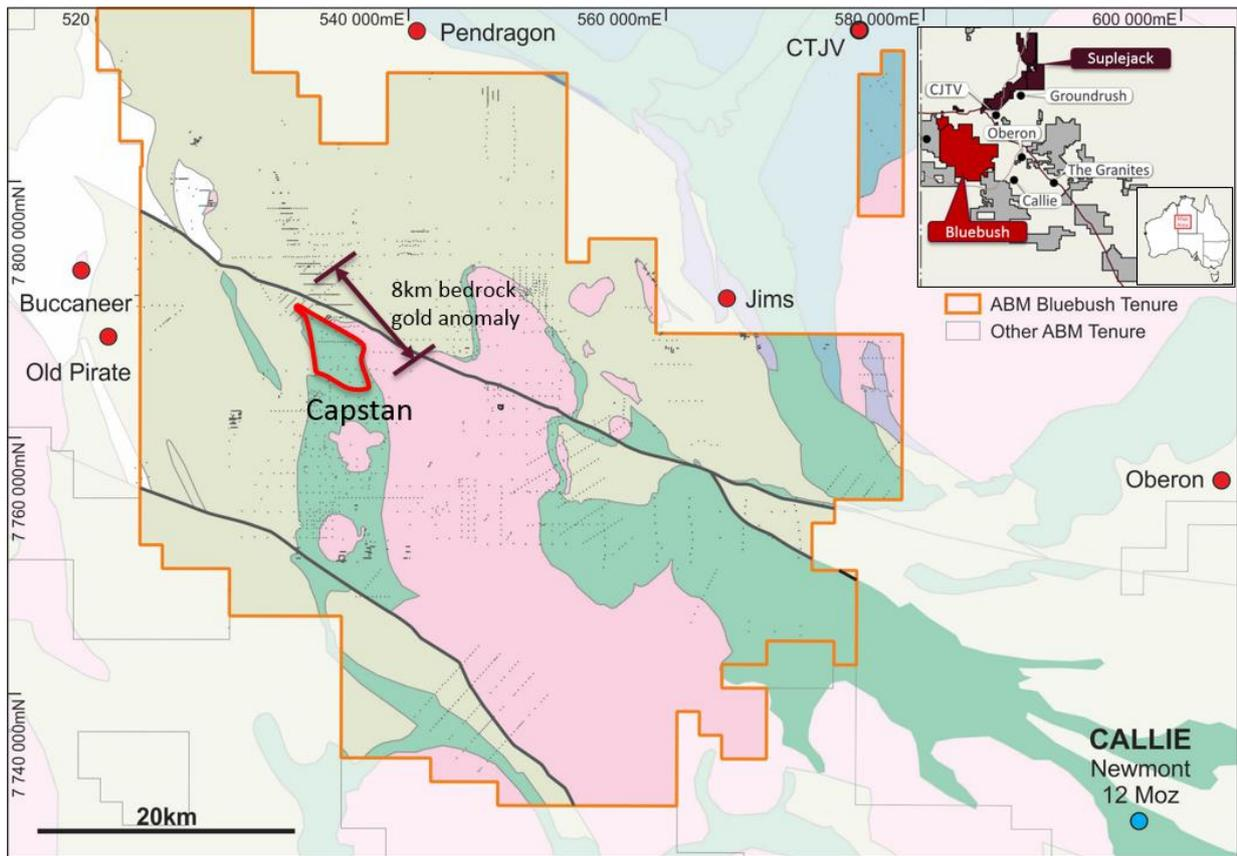 520
540 000mE
560 000mE
580 000mE
600 000mE
Pendragon
CTJV
Suplejack
CJTV
Groundrush
Oberon
The Granites
Callie
Bluebush
7 800 000mN
8km bedrock
gold anomaly
Buccaneer
Jims
ABM Bluebush Tenure
Other ABM Tenure
Old Pirate
Capstan
7 760 000mN
Oberon
7 740 000mN
CALLIE
Newmont
12 Moz
20km